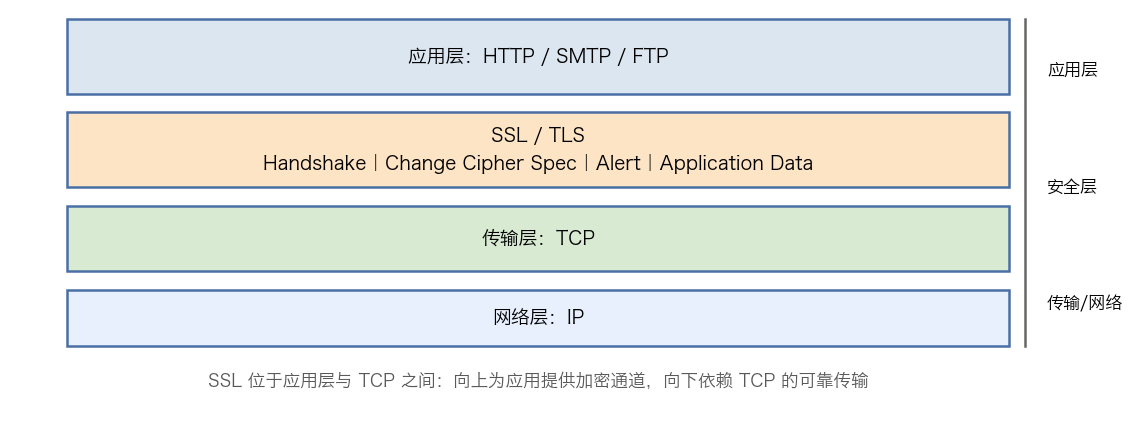 应用层：HTTP / SMTP / FTP
应用层
SSL / TLS
Handshake | Change Cipher Spec | Alert | Application Data
安全层
传输层：TCP
网络层：IP
传输/网络
SSL 位于应用层与 TCP 之间：向上为应用提供加密通道，向下依赖 TCP 的可靠传输